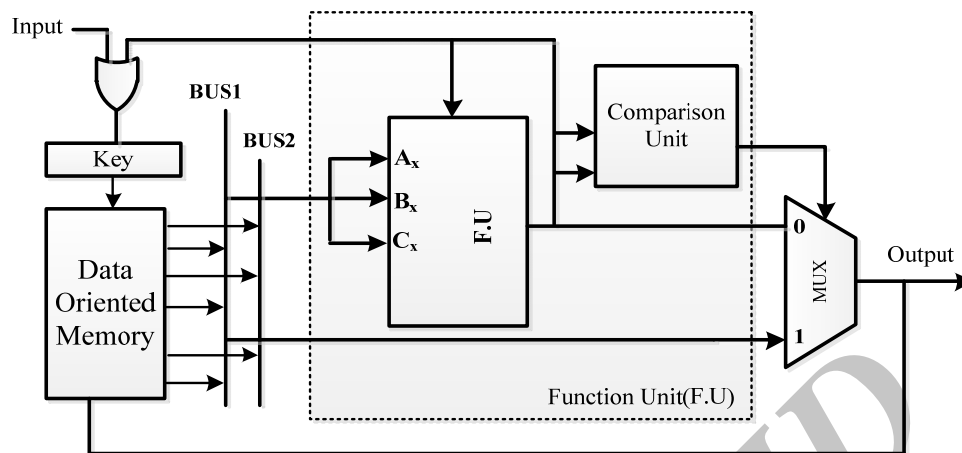 Input
BUS1
BUS2
Key
Data
Oriented
Memory
Aₓ
Bₓ
Cₓ
F.U
Comparison
Unit
0
1
MUX
Output
Function Unit(F.U)